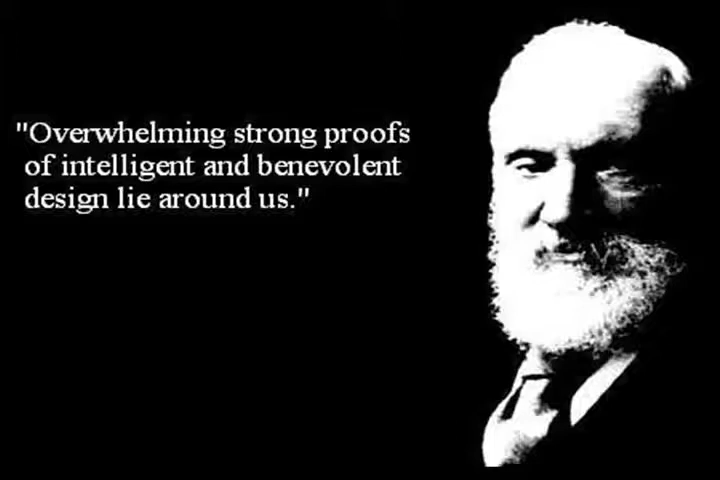 "Overwhelming strong proofs
of intelligent and benevolent
design lie around us."